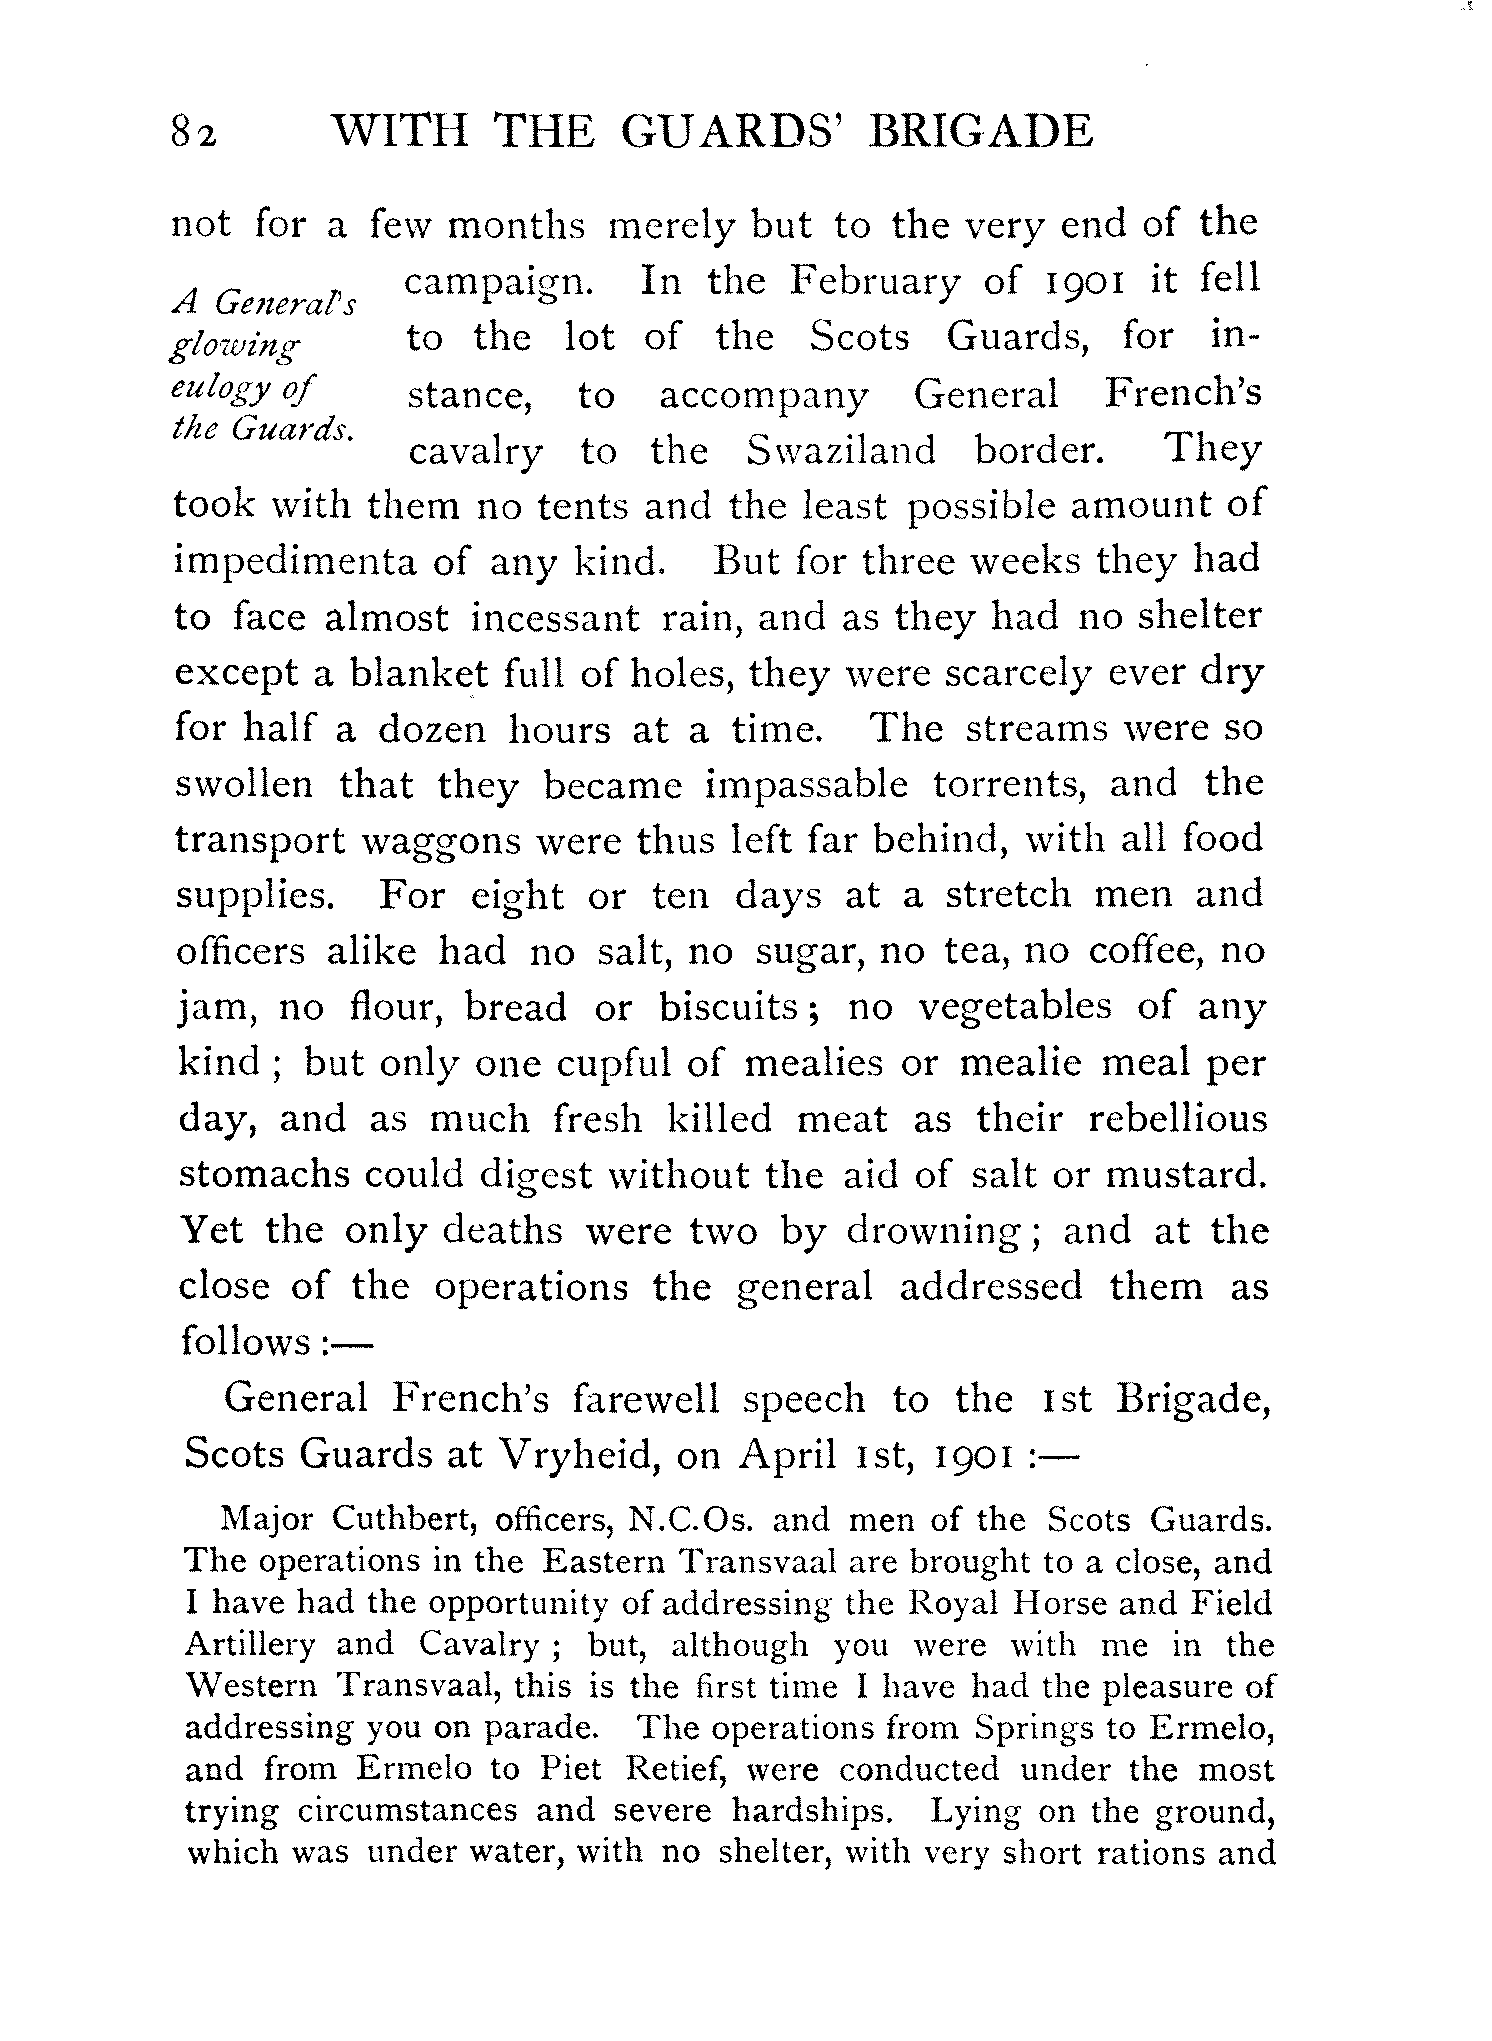 82 WITH THE GUARDS' BRIGADE
not for a few months merely but to the very end of the
A General's
glowing
eulogy of
the Guards.
campaign. In the February of 1901 it fell
to the lot of the Scots Guards, for in-
stance, to accompany General French's
cavalry to the Swaziland border. They
took with them no tents and the least possible amount of
impedimenta of any kind. But for three weeks they had
to face almost incessant rain, and as they had no shelter
except a blanket full of holes, they were scarcely ever dry
for half a dozen hours at a time. The streams were so
swollen that they became impassable torrents, and the
transport waggons were thus left far behind, with all food
supplies. For eight or ten days at a stretch men and
officers alike had no salt, no sugar, no tea, no coffee, no
jam, no flour, bread or biscuits; no vegetables of any
kind; but only one cupful of mealies or mealie meal per
day, and as much fresh killed meat as their rebellious
stomachs could digest without the aid of salt or mustard.
Yet the only deaths were two by drowning; and at the
close of the operations the general addressed them as
follows:—
General French's farewell speech to the 1st Brigade,
Scots Guards at Vryheid, on April 1st, 1901:—
Major Cuthbert, officers, N.C.Os. and men of the Scots Guards.
The operations in the Eastern Transvaal are brought to a close, and
I have had the opportunity of addressing the Royal Horse and Field
Artillery and Cavalry; but, although you were with me in the
Western Transvaal, this is the first time I have had the pleasure of
addressing you on parade. The operations from Springs to Ermelo,
and from Ermelo to Piet Retief, were conducted under the most
trying circumstances and severe hardships. Lying on the ground,
which was under water, with no shelter, with very short rations and